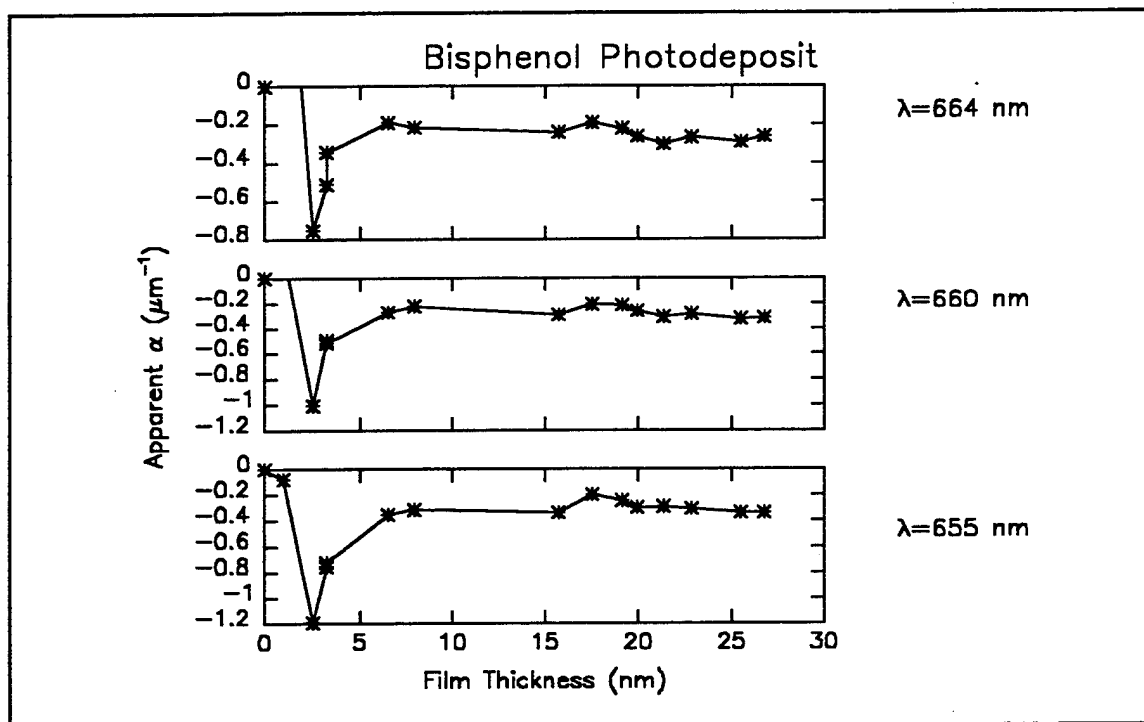 Bisphenol Photodeposit
0
−0.2
−0.4
−0.6
−0.8
λ=664 nm
0
−0.2
−0.4
−0.6
−0.8
−1
−1.2
λ=660 nm
Apparent α (μm⁻¹)
0
−0.2
−0.4
−0.6
−0.8
−1
−1.2
λ=655 nm
0 5 10 15 20 25 30
Film Thickness (nm)